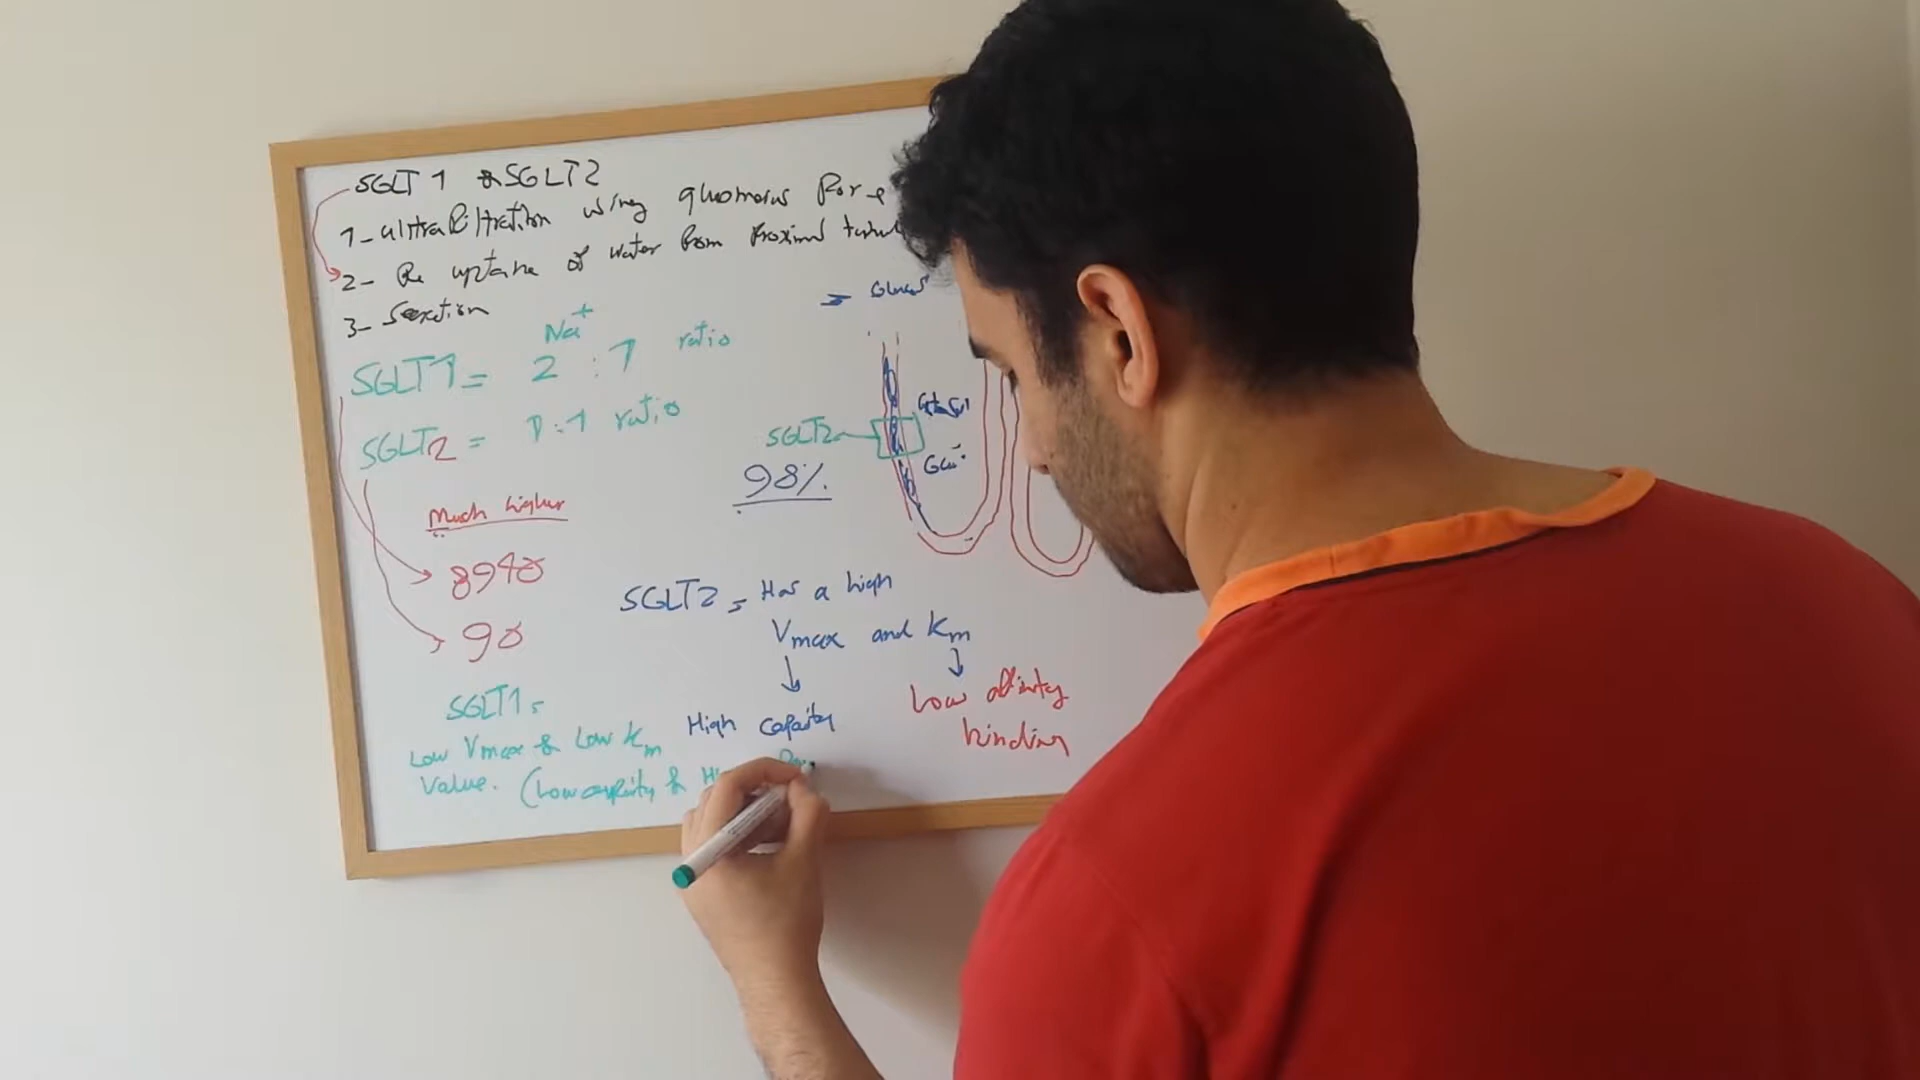 SGLT 1 & SGLT2
1- ultrafiltration using
2- Re uptake of water from Proximal
3- Secretion
Glucos
Na+
SGLT1 = 2 : 1 ratio
SGLT2 = 1:1 ratio
SGLT2
98%
Much higher
8940
90
SGLT2 = Has a high
Vmax and Km
High capacity
Low afinity
binding
SGLT1 =
Low Vmax & Low Km
Value. (Low capacity &